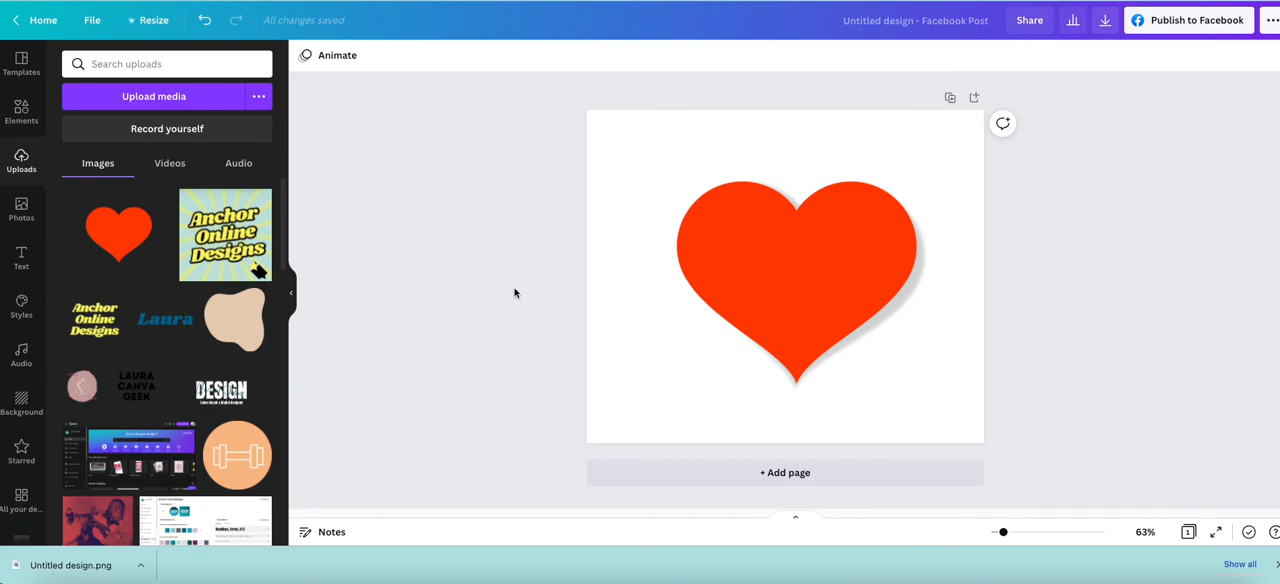 Home File Resize All changes saved Untitled design - Facebook Post Share Publish to Facebook
Animate
Templates
Elements
Uploads
Photos
Text
Styles
Audio
Background
Starred
All your de...
Search uploads
Upload media
Record yourself
Images Videos Audio
Anchor
Online
Designs
Anchor
Online
Designs
Laura
LAURA
CANVA
GEEK
DESIGN
+ Add page
Notes 63% 1
Untitled design.png Show all